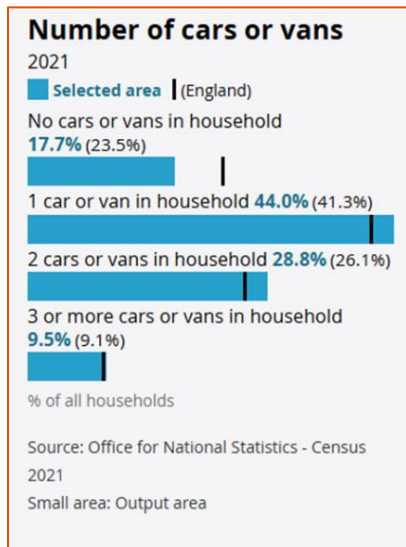 Number of cars or vans
2021
Selected area (England)
No cars or vans in household
17.7% (23.5%)
1 car or van in household 44.0% (41.3%)
2 cars or vans in household 28.8% (26.1%)
3 or more cars or vans in household
9.5% (9.1%)
% of all households
Source: Office for National Statistics - Census
2021
Small area: Output area